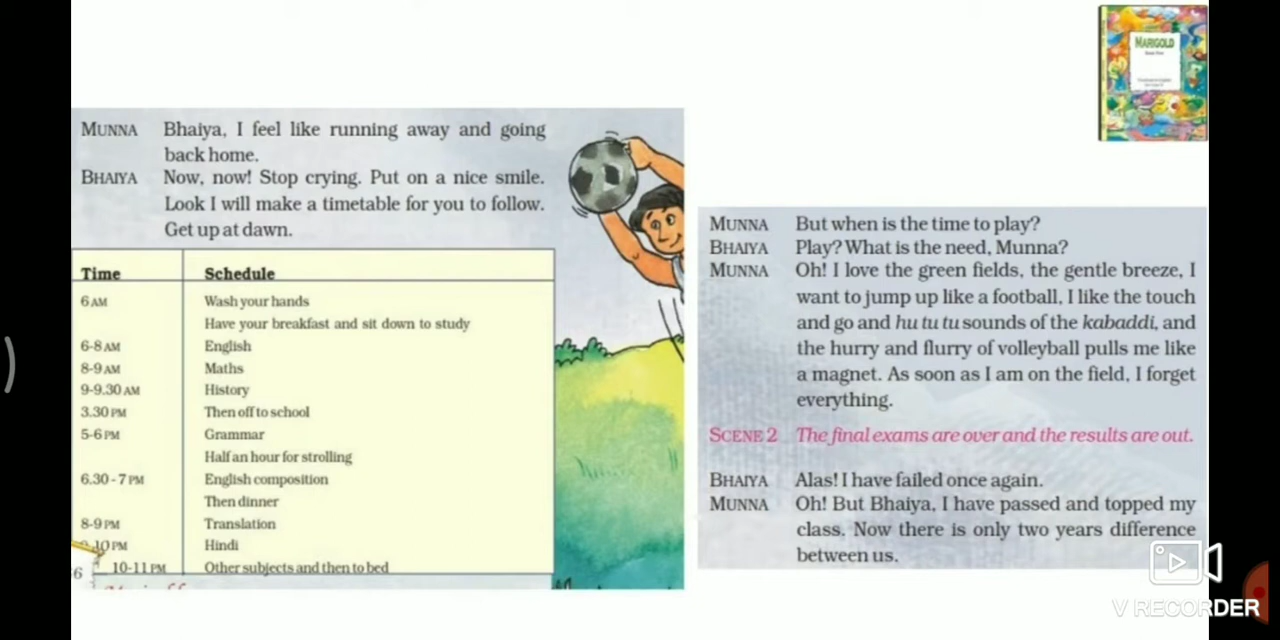 MARIGOLD
MUNNA Bhaiya, I feel like running away and going
back home.
BHAIYA Now, now! Stop crying. Put on a nice smile.
Look I will make a timetable for you to follow.
Get up at dawn.
Time Schedule
6 AM Wash your hands
Have your breakfast and sit down to study
6-8 AM English
8-9 AM Maths
9-9.30 AM History
3.30 PM Then off to school
5-6 PM Grammar
Half an hour for strolling
6.30 - 7 PM English composition
Then dinner
8-9 PM Translation
10 PM Hindi
10-11 PM Other subjects and then to bed
6
MUNNA But when is the time to play?
BHAIYA Play? What is the need, Munna?
MUNNA Oh! I love the green fields, the gentle breeze, I
want to jump up like a football, I like the touch
and go and hu tu tu sounds of the kabaddi, and
the hurry and flurry of volleyball pulls me like
a magnet. As soon as I am on the field, I forget
everything.
SCENE 2 The final exams are over and the results are out.
BHAIYA Alas! I have failed once again.
MUNNA Oh! But Bhaiya, I have passed and topped my
class. Now there is only two years difference
between us.
V RECORDER